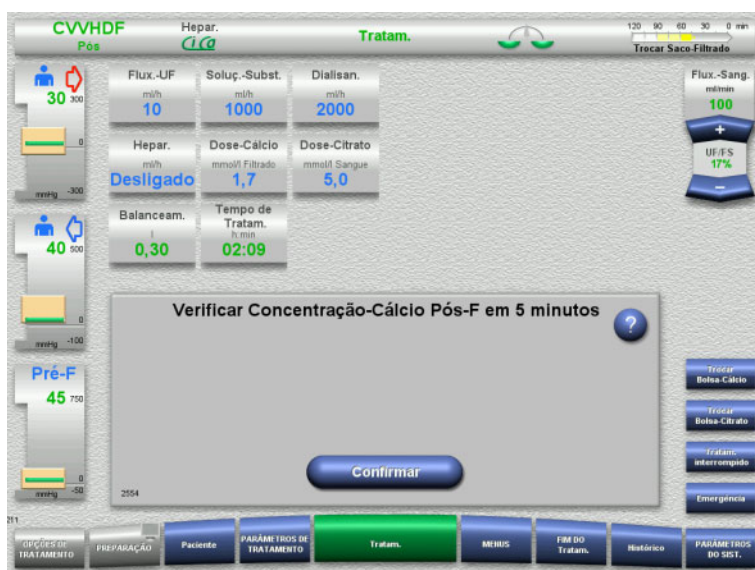 CVVHDF
Pós
Hepar.
CiCa
Tratam.
120 90 60 30 0 min
Trocar Saco-Filtrado
30
300
0
mmHg
-300
40
500
0
mmHg
-100
Pré-F
45
750
0
mmHg
-50
Flux.-UF
ml/h
10
Soluç.-Subst.
ml/h
1000
Dialisan.
ml/h
2000
Hepar.
ml/h
Desligado
Dose-Cálcio
mmol/l Filtrado
1,7
Dose-Citrato
mmol/l Sangue
5,0
Balanceam.
l
0,30
Tempo de
Tratam.
h:min
02:09
Flux.-Sang.
ml/min
100
+
UF/FS
17%
−
Verificar Concentração-Cálcio Pós-F em 5 minutos
?
Confirmar
2554
Trocar
Bolsa-Cálcio
Trocar
Bolsa-Citrato
Tratam.
interrompido
Emergência
211
OPÇÕES DE
TRATAMENTO
PREPARAÇÃO
Paciente
PARÂMETROS DE
TRATAMENTO
Tratam.
MENUS
FIM DO
Tratam.
Histórico
PARÂMETROS
DO SIST.